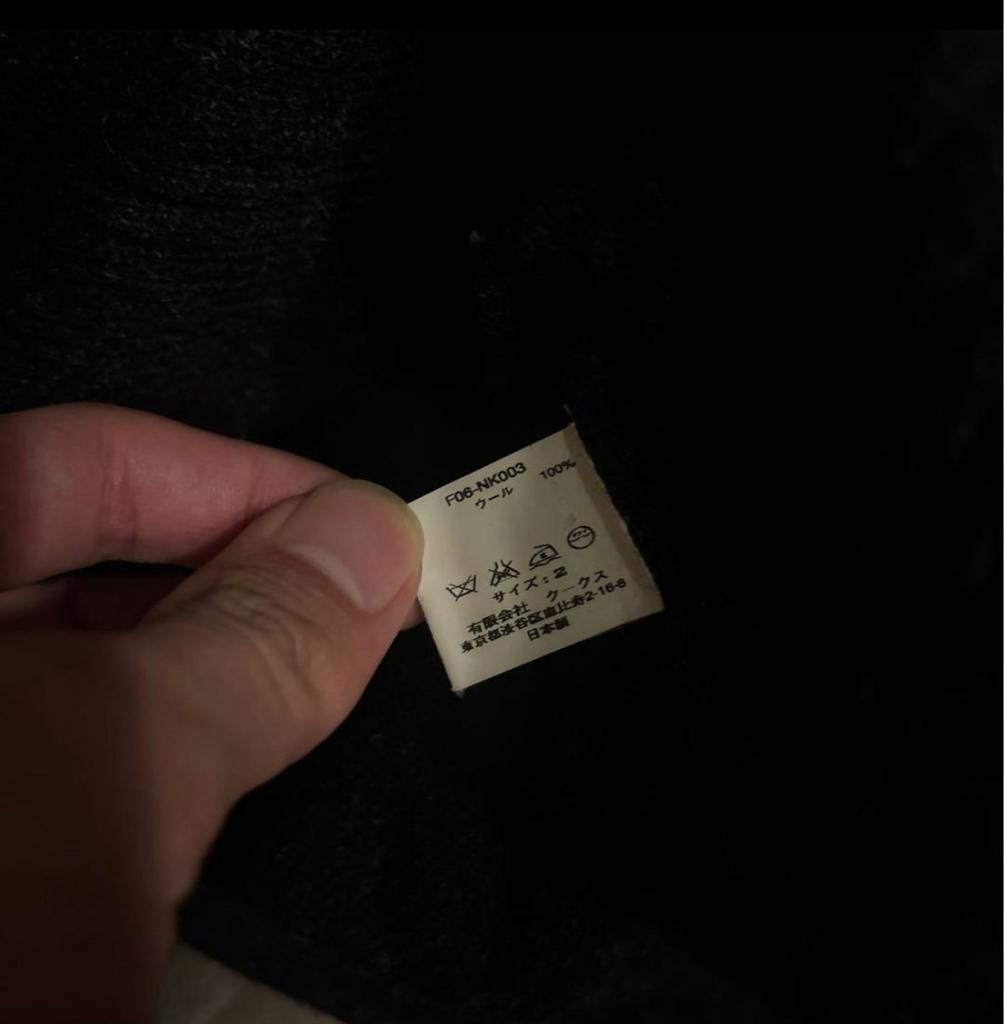 F06-NK003
ウール 100%
サイズ：2
有限会社 クークス
東京都渋谷区恵比寿2-16-8
日本製